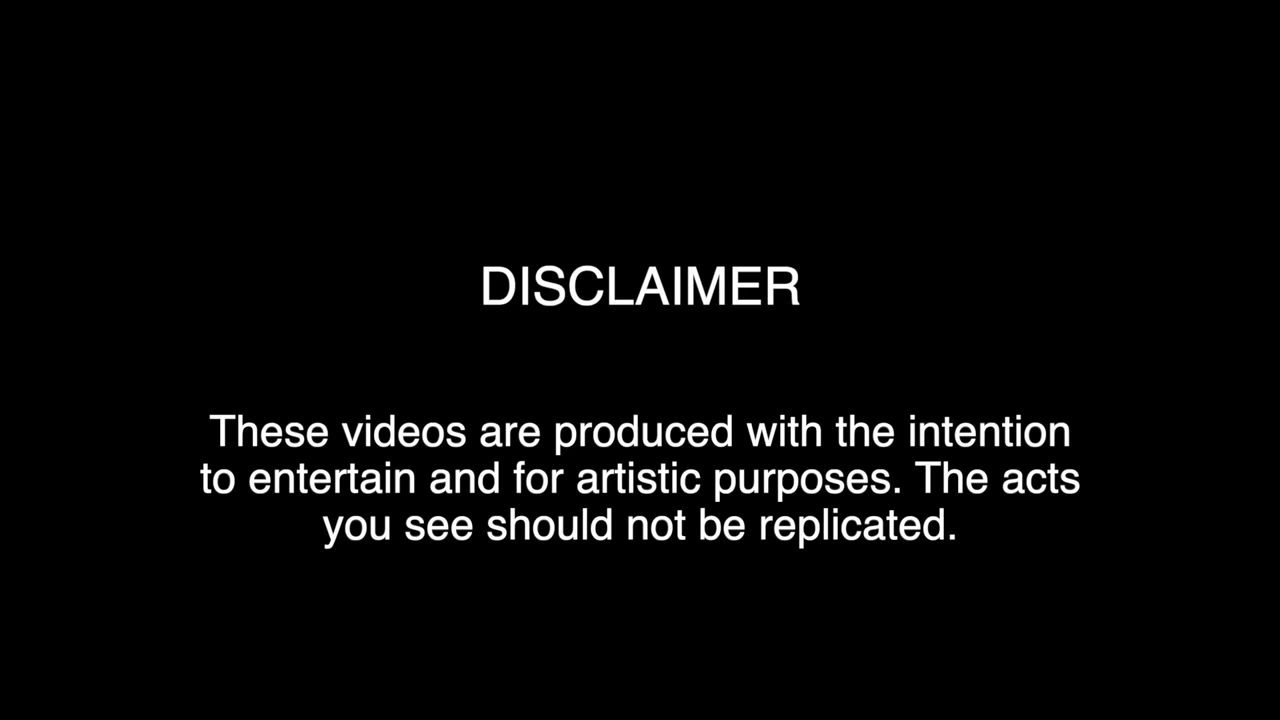 DISCLAIMER
These videos are produced with the intention
to entertain and for artistic purposes. The acts
you see should not be replicated.